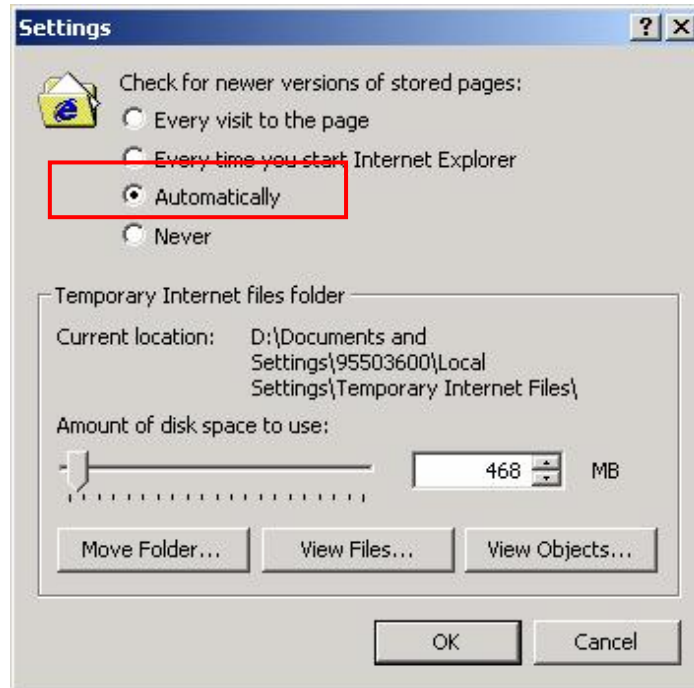 Settings
Check for newer versions of stored pages:
Every visit to the page
Every time you start Internet Explorer
Automatically
Never
Temporary Internet files folder
Current location: D:\Documents and
Settings\95503600\Local
Settings\Temporary Internet Files\
Amount of disk space to use:
468 MB
Move Folder... View Files... View Objects...
OK Cancel